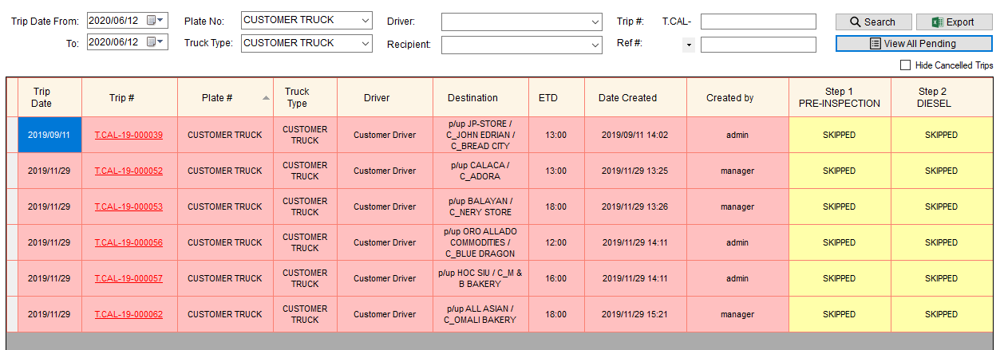 Trip Date From: 2020/06/12 Plate No: CUSTOMER TRUCK Driver: Trip #: T.CAL- Search Export
To: 2020/06/12 Truck Type: CUSTOMER TRUCK Recipient: Ref #: View All Pending
Hide Cancelled Trips
Trip Date Trip # Plate # Truck Type Driver Destination ETD Date Created Created by Step 1 PRE-INSPECTION Step 2 DIESEL
2019/09/11 T.CAL-19-000039 CUSTOMER TRUCK CUSTOMER TRUCK Customer Driver p/up JP-STORE / C_JOHN EDRIAN / C_BREAD CITY 13:00 2019/09/11 14:02 admin SKIPPED SKIPPED
2019/11/29 T.CAL-19-000052 CUSTOMER TRUCK CUSTOMER TRUCK Customer Driver p/up CALACA / C_ADORA 13:00 2019/11/29 13:25 manager SKIPPED SKIPPED
2019/11/29 T.CAL-19-000053 CUSTOMER TRUCK CUSTOMER TRUCK Customer Driver p/up BALAYAN / C_NERY STORE 18:00 2019/11/29 13:26 manager SKIPPED SKIPPED
2019/11/29 T.CAL-19-000056 CUSTOMER TRUCK CUSTOMER TRUCK Customer Driver p/up ORO ALLADO COMMODITIES / C_BLUE DRAGON 12:00 2019/11/29 14:11 admin SKIPPED SKIPPED
2019/11/29 T.CAL-19-000057 CUSTOMER TRUCK CUSTOMER TRUCK Customer Driver p/up HOC SIU / C_M & B BAKERY 16:00 2019/11/29 14:11 admin SKIPPED SKIPPED
2019/11/29 T.CAL-19-000062 CUSTOMER TRUCK CUSTOMER TRUCK Customer Driver p/up ALL ASIAN / C_OMALI BAKERY 18:00 2019/11/29 15:21 manager SKIPPED SKIPPED